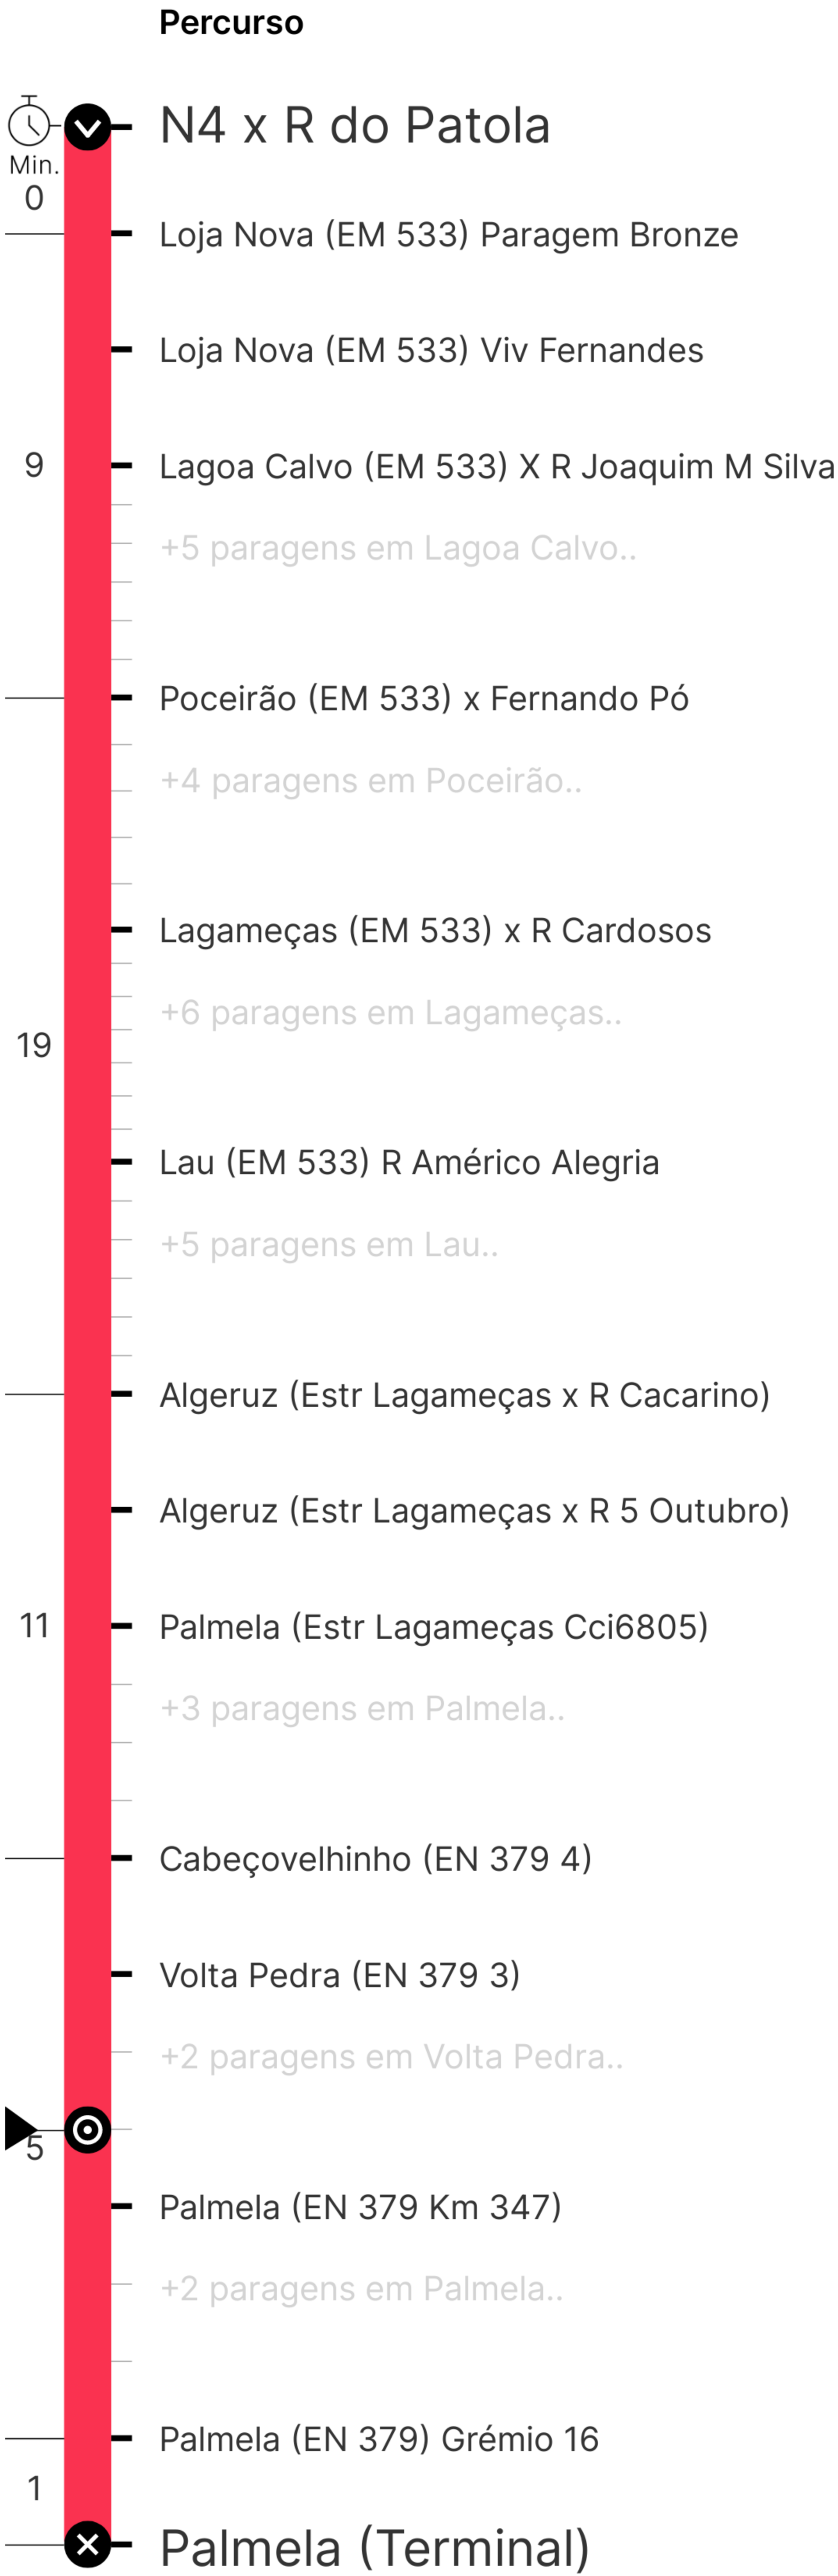 Percurso
N4 x R do Patola
Min.
0
Loja Nova (EM 533) Paragem Bronze
Loja Nova (EM 533) Viv Fernandes
9
Lagoa Calvo (EM 533) X R Joaquim M Silva
+5 paragens em Lagoa Calvo..
Poceirão (EM 533) x Fernando Pó
+4 paragens em Poceirão..
Lagameças (EM 533) x R Cardosos
+6 paragens em Lagameças..
19
Lau (EM 533) R Américo Alegria
+5 paragens em Lau..
Algeruz (Estr Lagameças x R Cacarino)
Algeruz (Estr Lagameças x R 5 Outubro)
11
Palmela (Estr Lagameças Cci6805)
+3 paragens em Palmela..
Cabeçovelhinho (EN 379 4)
Volta Pedra (EN 379 3)
+2 paragens em Volta Pedra..
5
Palmela (EN 379 Km 347)
+2 paragens em Palmela..
Palmela (EN 379) Grémio 16
1
Palmela (Terminal)